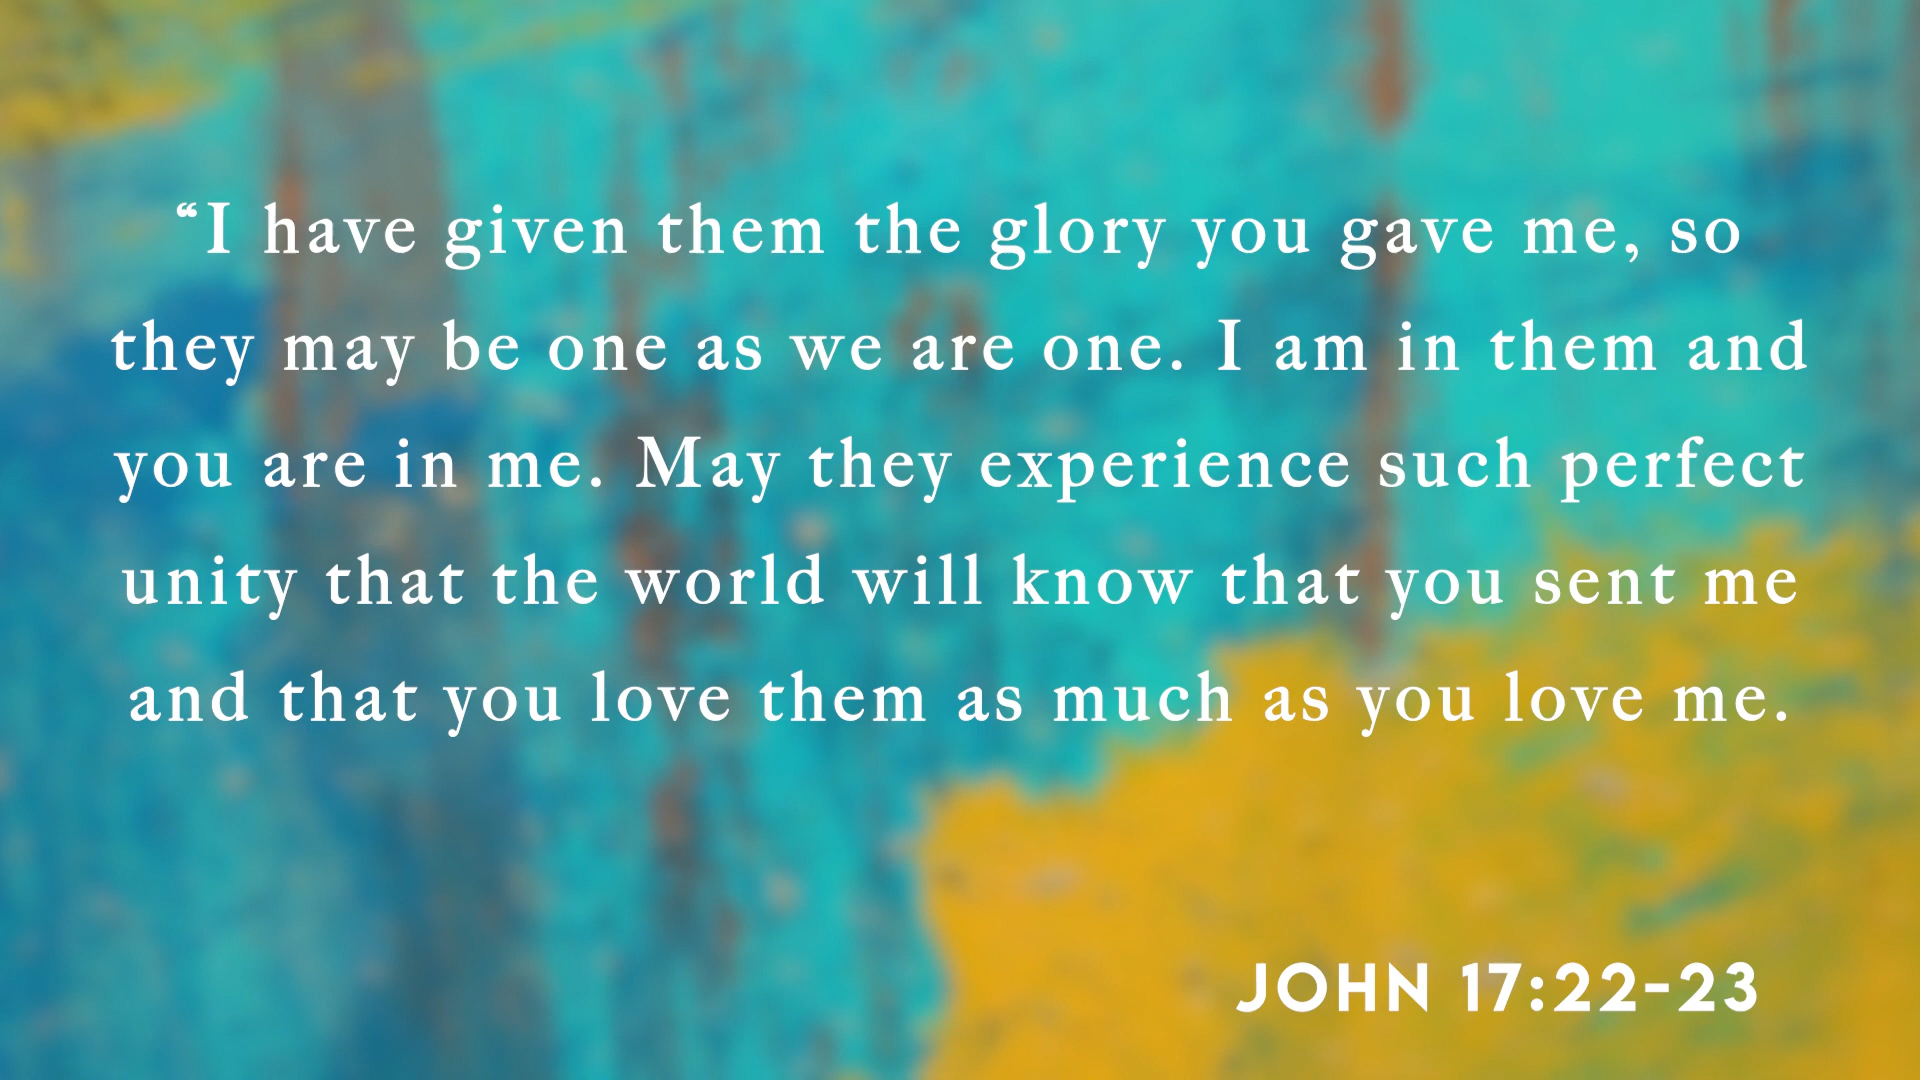 “I have given them the glory you gave me, so
they may be one as we are one. I am in them and
you are in me. May they experience such perfect
unity that the world will know that you sent me
and that you love them as much as you love me.
JOHN 17:22-23